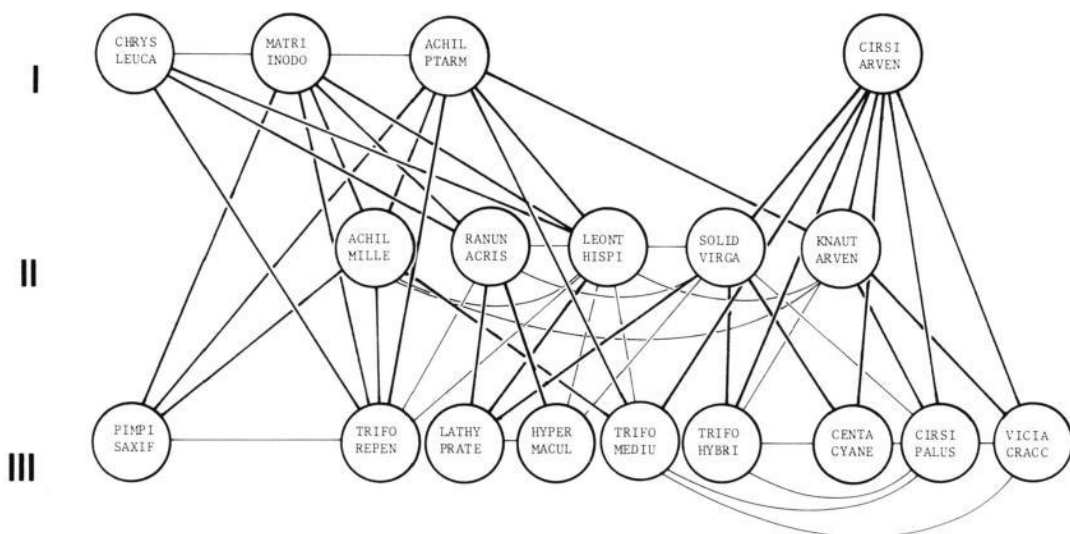 I
CHRYS
LEUCA
MATRI
INODO
ACHIL
PTARM
CIRSI
ARVEN
II
ACHIL
MILLE
RANUN
ACRIS
LEONT
HISPI
SOLID
VIRGA
KNAUT
ARVEN
III
PIMPI
SAXIF
TRIFO
REPEN
LATHY
PRATE
HYPER
MACUL
TRIFO
MEDIU
TRIFO
HYBRI
CENTA
CYANE
CIRSI
PALUS
VICIA
CRACC